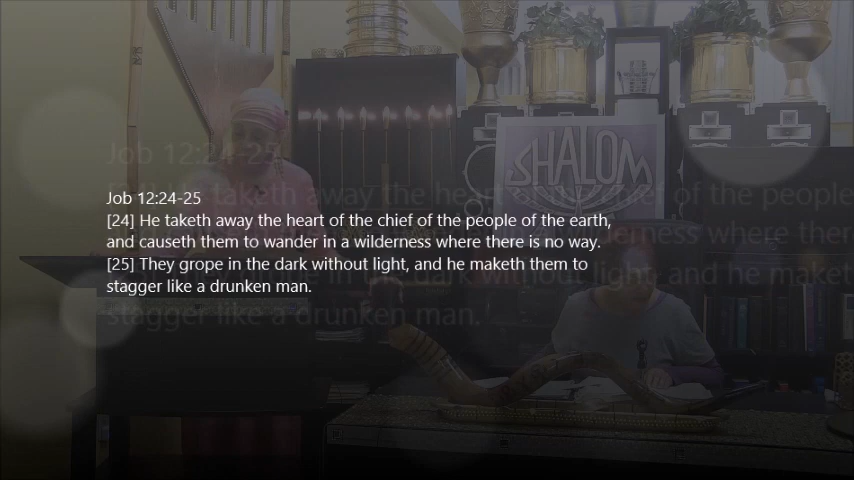 Job 12:24-25
[24] He taketh away the heart of the chief of the people of the earth,
and causeth them to wander in a wilderness where there is no way.
[25] They grope in the dark without light, and he maketh them to
stagger like a drunken man.
SHALOM